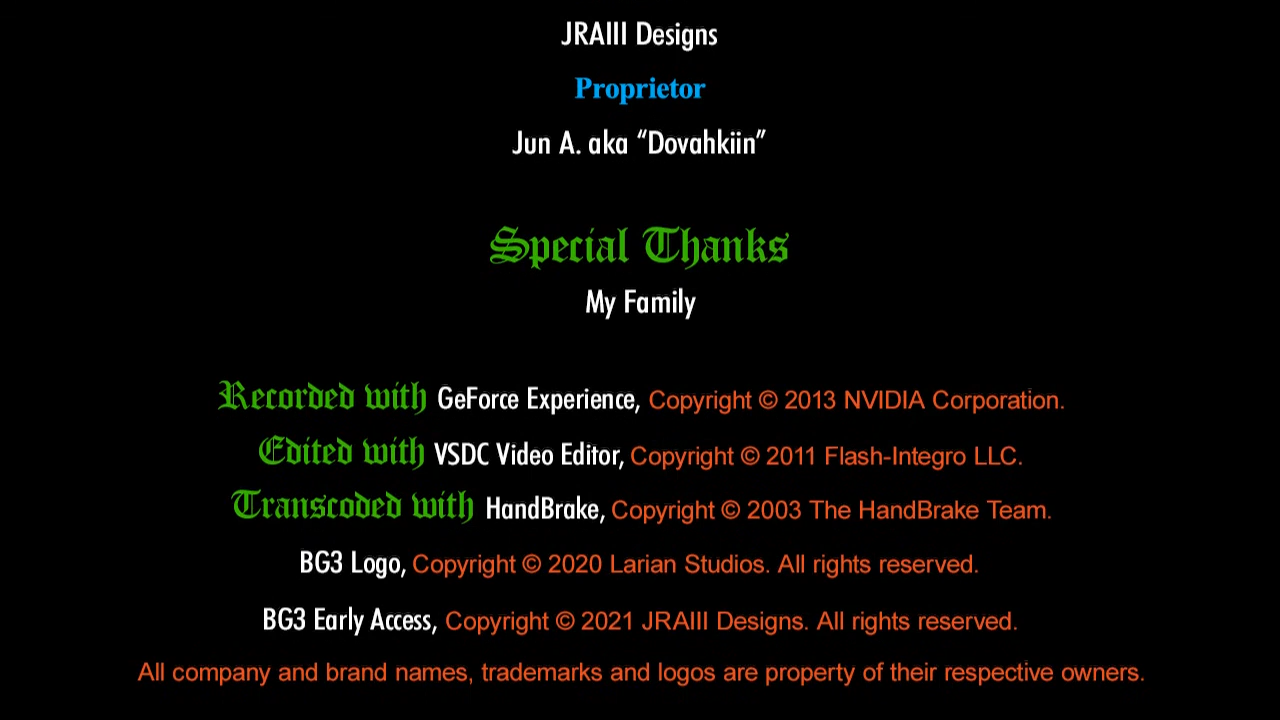 JRAIII Designs
Proprietor
Jun A. aka “Dovahkiin”
Special Thanks
My Family
Recorded with GeForce Experience, Copyright © 2013 NVIDIA Corporation.
Edited with VSDC Video Editor, Copyright © 2011 Flash-Integro LLC.
Transcoded with HandBrake, Copyright © 2003 The HandBrake Team.
BG3 Logo, Copyright © 2020 Larian Studios. All rights reserved.
BG3 Early Access, Copyright © 2021 JRAIII Designs. All rights reserved.
All company and brand names, trademarks and logos are property of their respective owners.